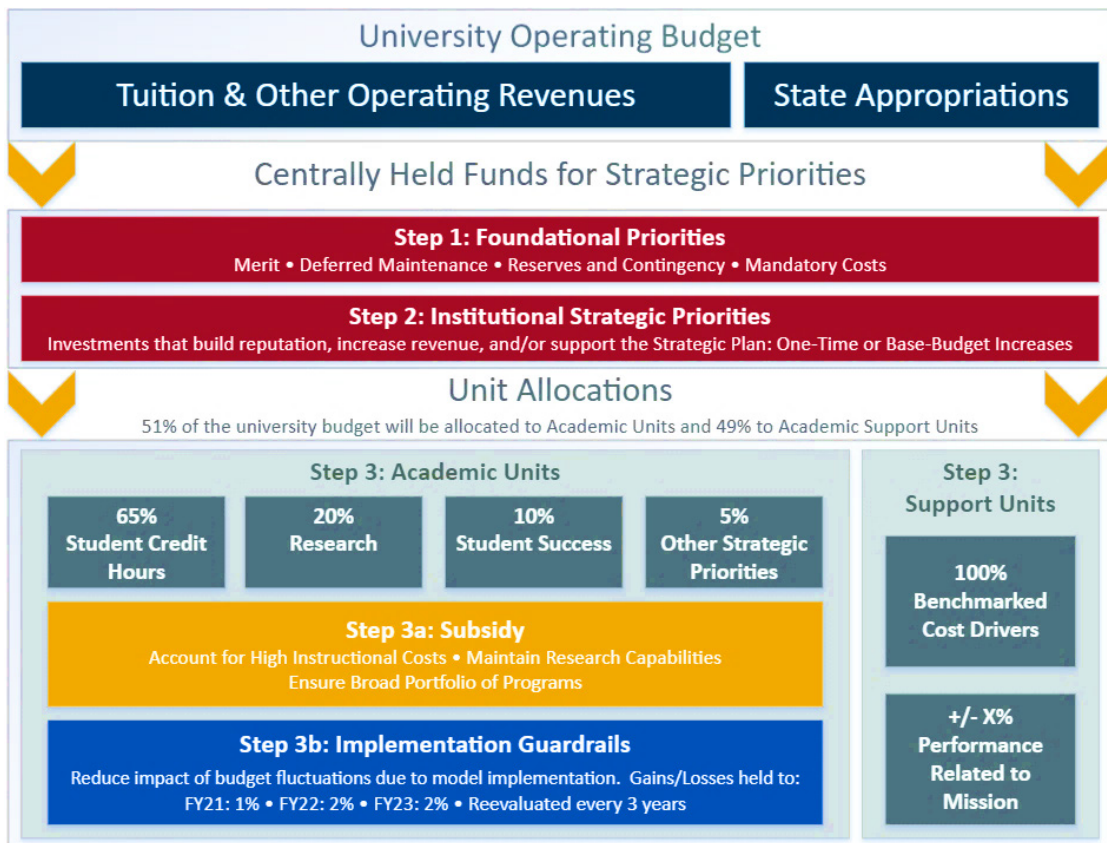 University Operating Budget
Tuition & Other Operating Revenues
State Appropriations
Centrally Held Funds for Strategic Priorities
Step 1: Foundational Priorities
Merit • Deferred Maintenance • Reserves and Contingency • Mandatory Costs
Step 2: Institutional Strategic Priorities
Investments that build reputation, increase revenue, and/or support the Strategic Plan: One-Time or Base-Budget Increases
Unit Allocations
51% of the university budget will be allocated to Academic Units and 49% to Academic Support Units
Step 3: Academic Units
65%
Student Credit
Hours
20%
Research
10%
Student Success
5%
Other Strategic
Priorities
Step 3a: Subsidy
Account for High Instructional Costs • Maintain Research Capabilities
Ensure Broad Portfolio of Programs
Step 3b: Implementation Guardrails
Reduce impact of budget fluctuations due to model implementation. Gains/Losses held to:
FY21: 1% • FY22: 2% • FY23: 2% • Reevaluated every 3 years
Step 3:
Support Units
100%
Benchmarked
Cost Drivers
+/- X%
Performance
Related to
Mission